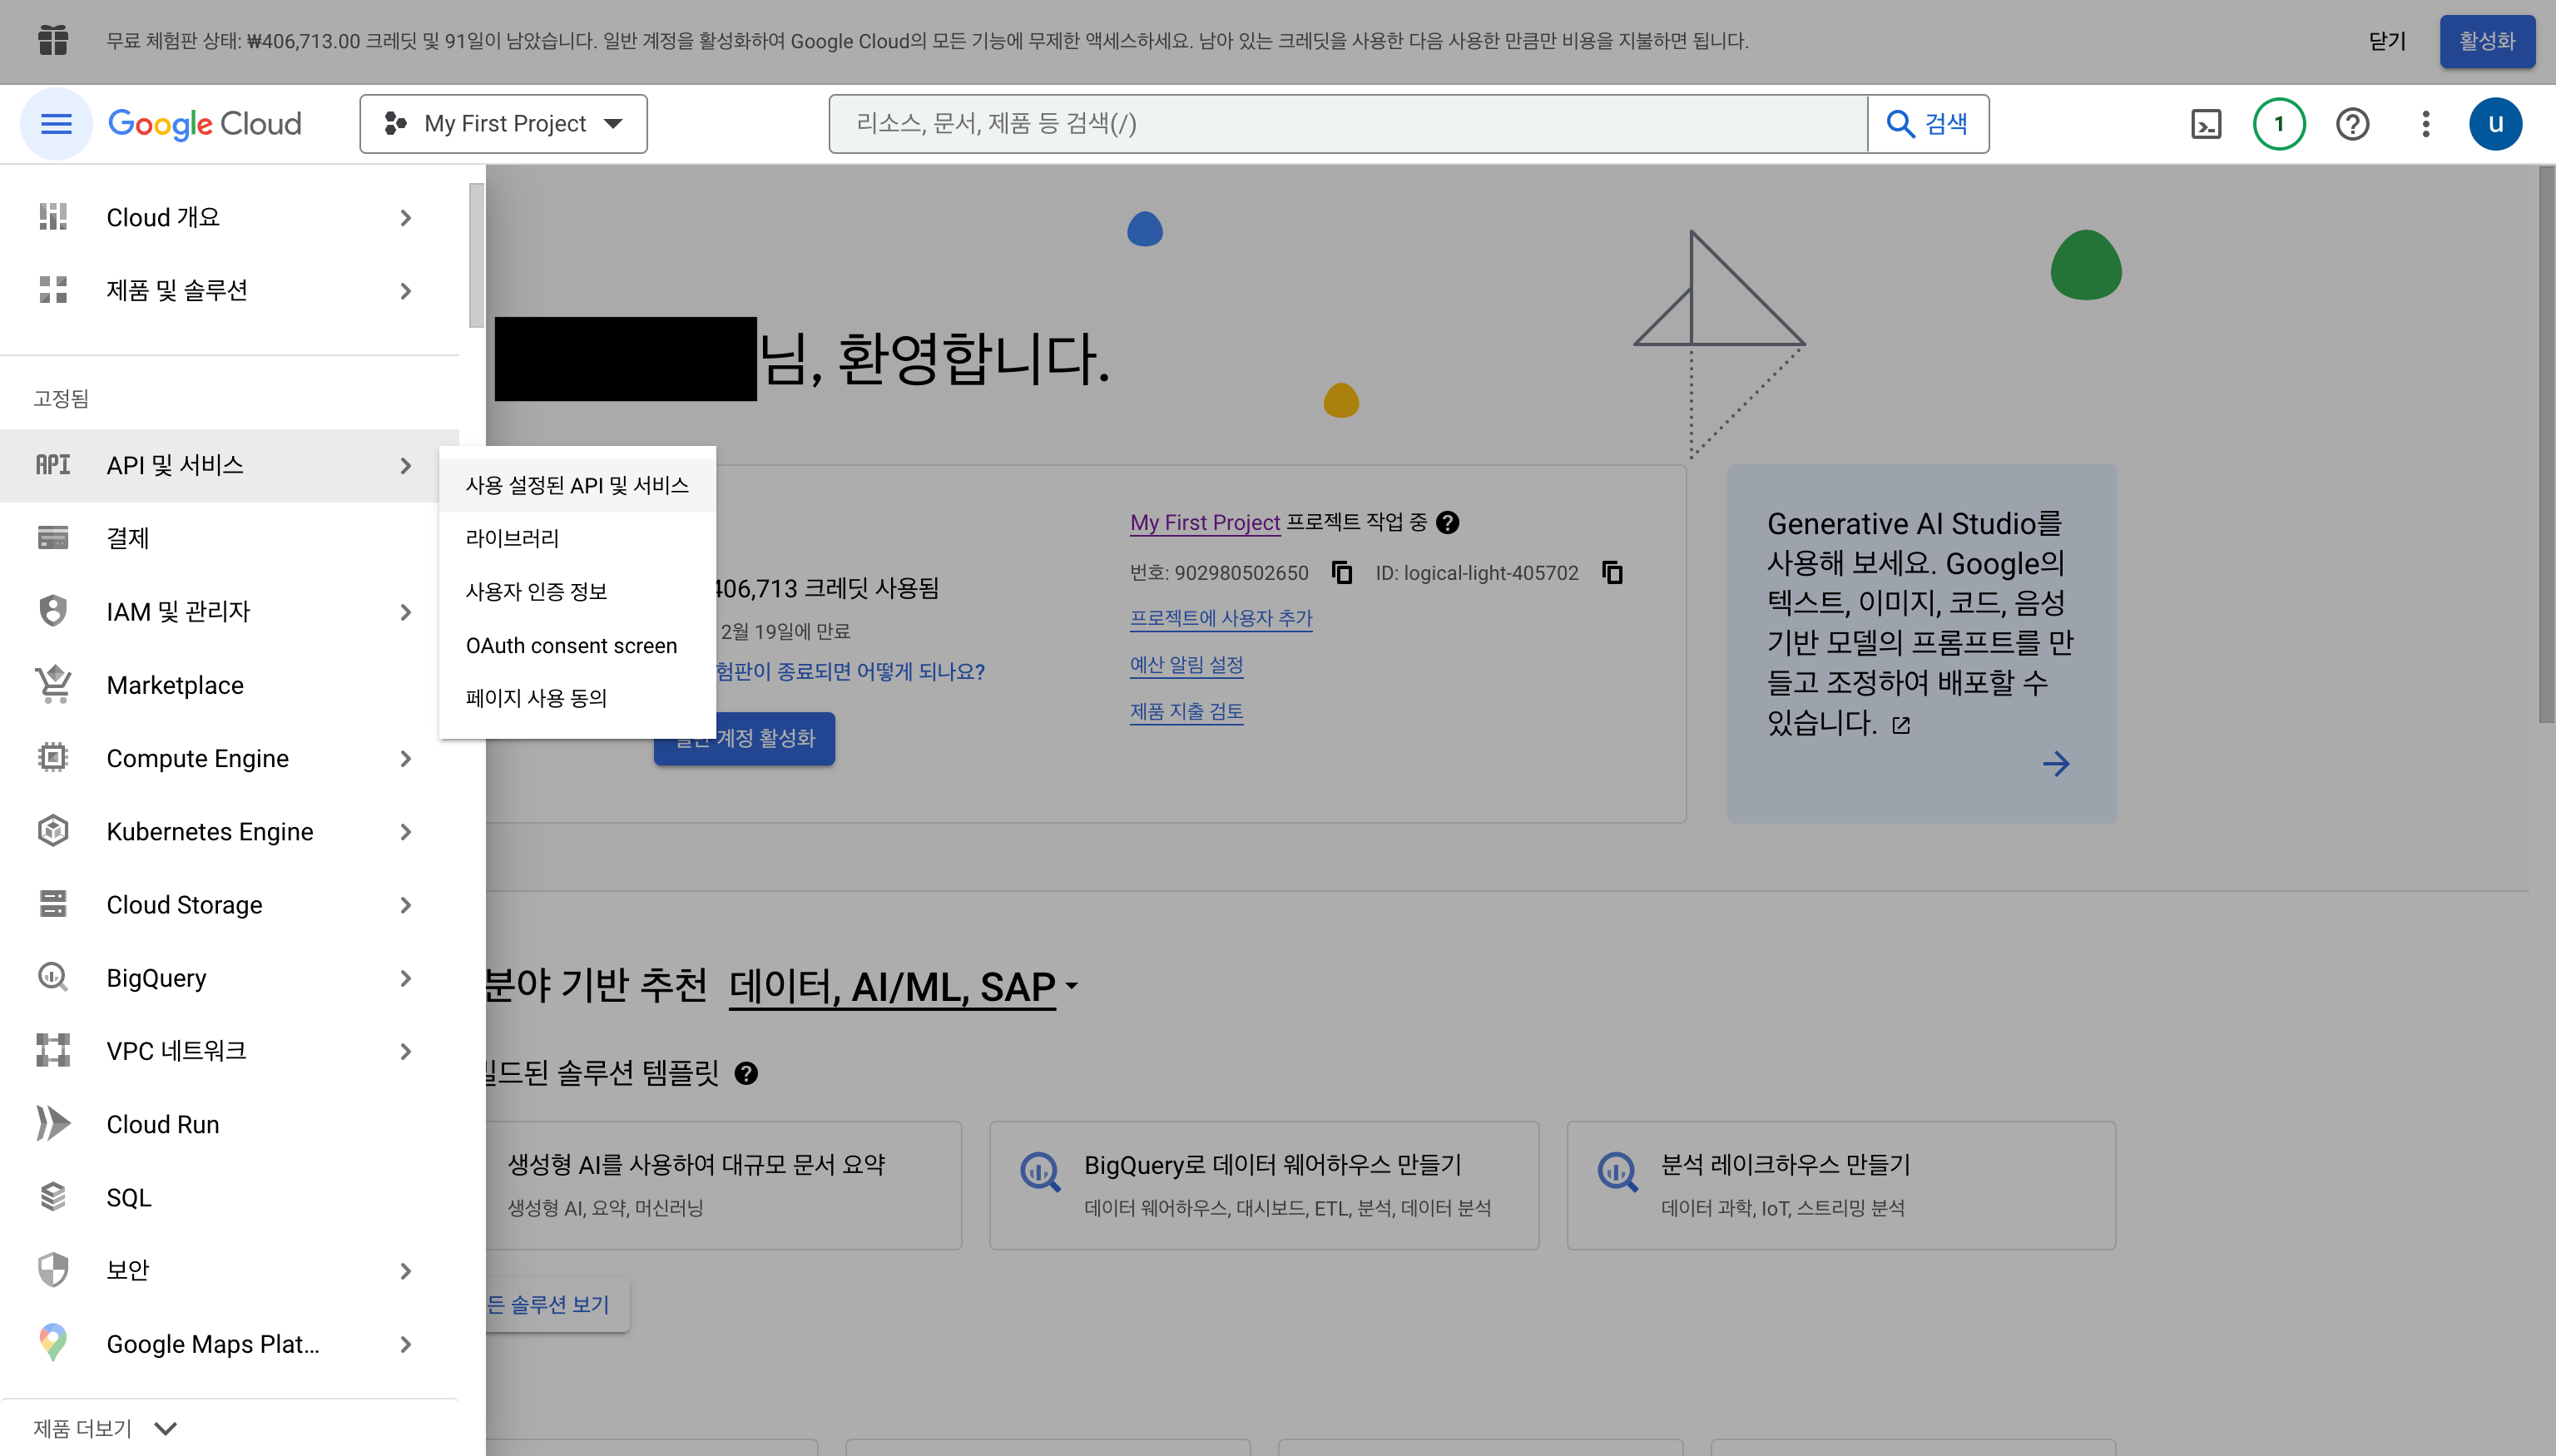 무료 체험판 상태: ₩406,713.00 크레딧 및 91일이 남았습니다. 일반 계정을 활성화하여 Google Cloud의 모든 기능에 무제한 액세스하세요. 남아 있는 크레딧을 사용한 다음 사용한 만큼만 비용을 지불하면 됩니다.
닫기
활성화
Google Cloud
My First Project
리소스, 문서, 제품 등 검색(/)
검색
1
u
Cloud 개요
제품 및 솔루션
고정됨
API API 및 서비스
결제
IAM 및 관리자
Marketplace
Compute Engine
Kubernetes Engine
Cloud Storage
BigQuery
VPC 네트워크
Cloud Run
SQL
보안
Google Maps Plat...
제품 더보기
사용 설정된 API 및 서비스
라이브러리
사용자 인증 정보
OAuth consent screen
페이지 사용 동의
님, 환영합니다.
406,713 크레딧 사용됨
2월 19일에 만료
험판이 종료되면 어떻게 되나요?
계정 활성화
My First Project 프로젝트 작업 중
번호: 902980502650
ID: logical-light-405702
프로젝트에 사용자 추가
예산 알림 설정
제품 지출 검토
Generative AI Studio를
사용해 보세요. Google의
텍스트, 이미지, 코드, 음성
기반 모델의 프롬프트를 만
들고 조정하여 배포할 수
있습니다.
분야 기반 추천 데이터, AI/ML, SAP
솔루션 템플릿
생성형 AI를 사용하여 대규모 문서 요약
생성형 AI, 요약, 머신러닝
BigQuery로 데이터 웨어하우스 만들기
데이터 웨어하우스, 대시보드, ETL, 분석, 데이터 분석
분석 레이크하우스 만들기
데이터 과학, IoT, 스트리밍 분석
든 솔루션 보기